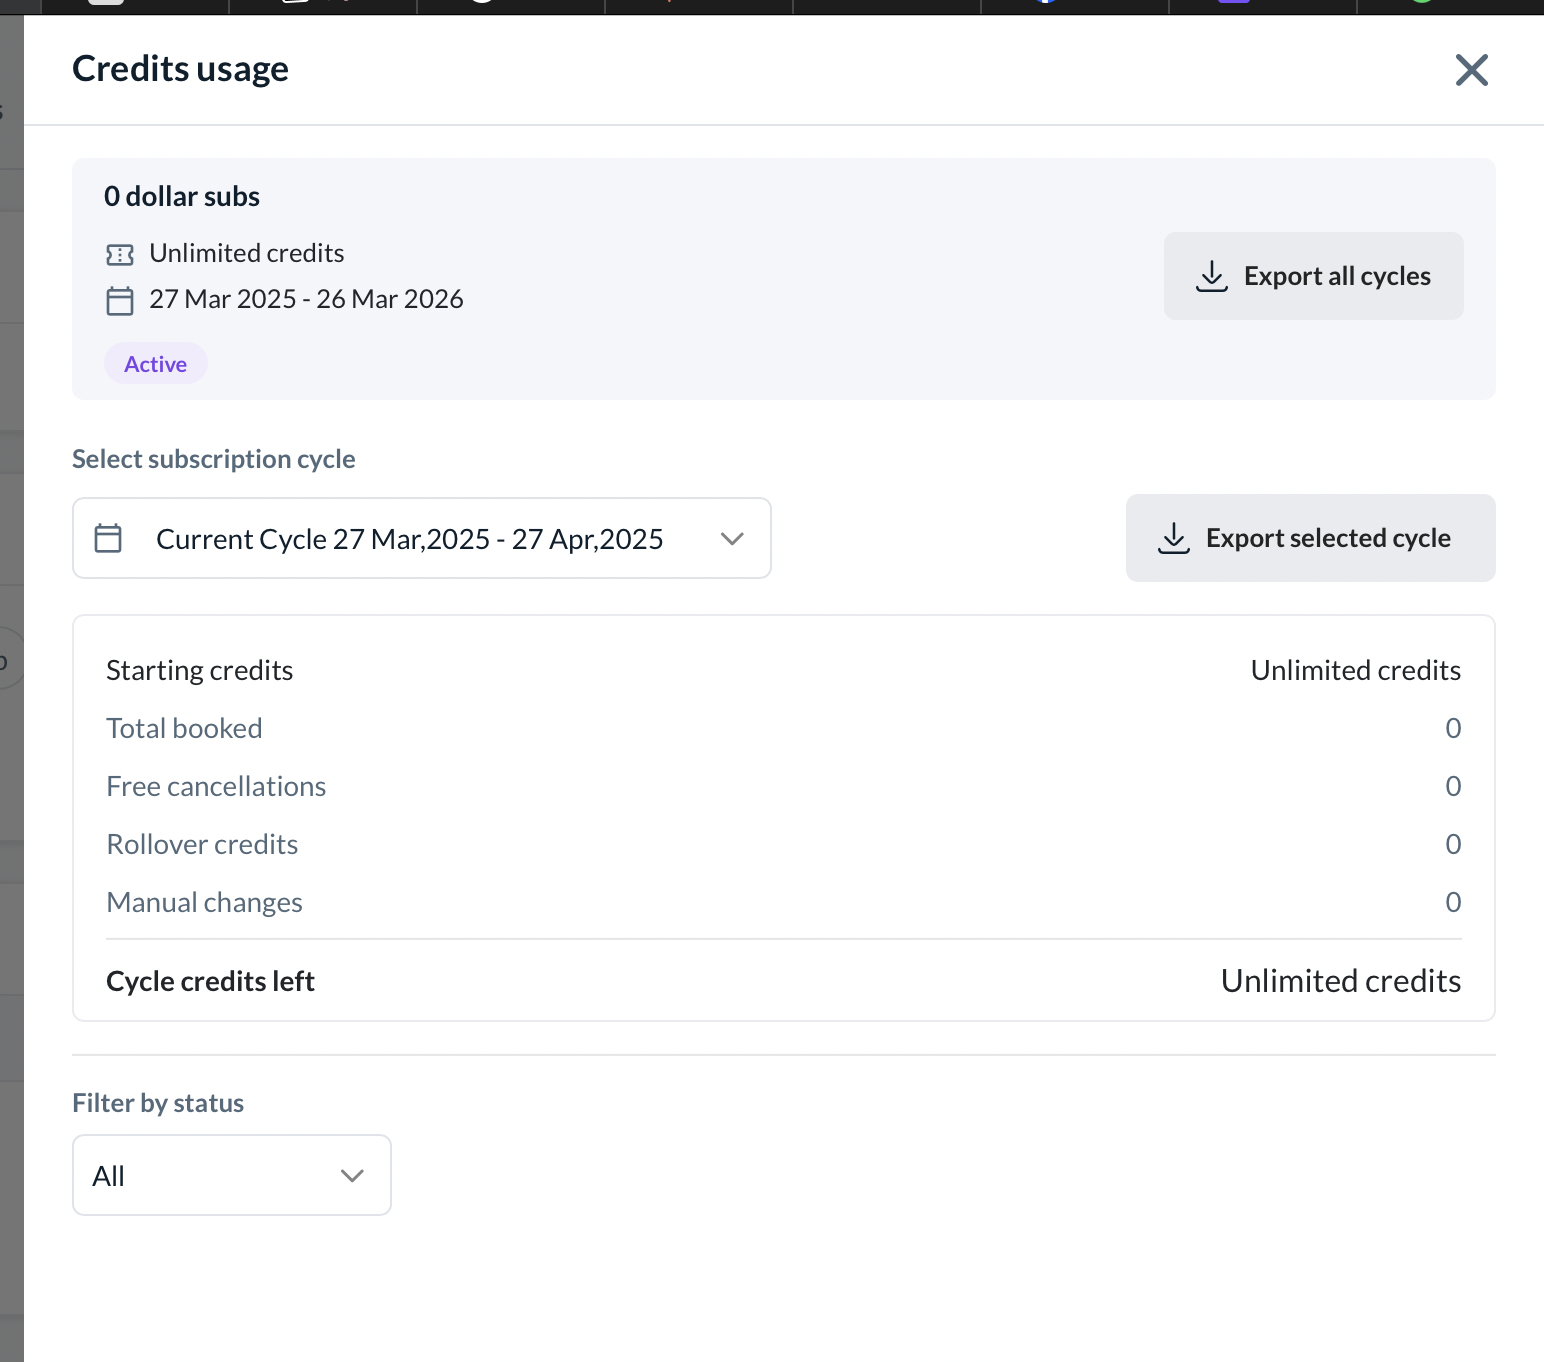 Credits usage
0 dollar subs
Unlimited credits
27 Mar 2025 - 26 Mar 2026
Export all cycles
Active
Select subscription cycle
Current Cycle 27 Mar,2025 - 27 Apr,2025
Export selected cycle
Starting credits Unlimited credits
Total booked 0
Free cancellations 0
Rollover credits 0
Manual changes 0
Cycle credits left Unlimited credits
Filter by status
All